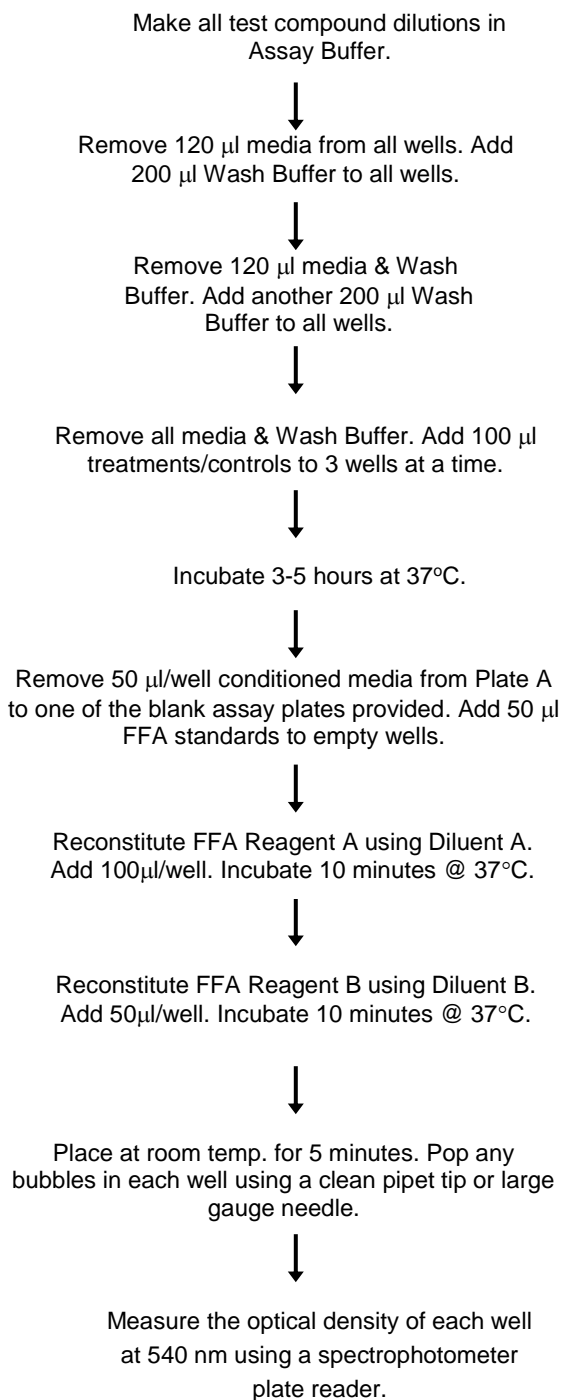 Make all test compound dilutions in
Assay Buffer.
Remove 120 μl media from all wells. Add
200 μl Wash Buffer to all wells.
Remove 120 μl media & Wash
Buffer. Add another 200 μl Wash
Buffer to all wells.
Remove all media & Wash Buffer. Add 100 μl
treatments/controls to 3 wells at a time.
Incubate 3-5 hours at 37ºC.
Remove 50 μl/well conditioned media from Plate A
to one of the blank assay plates provided. Add 50 μl
FFA standards to empty wells.
Reconstitute FFA Reagent A using Diluent A.
Add 100μl/well. Incubate 10 minutes @ 37°C.
Reconstitute FFA Reagent B using Diluent B.
Add 50μl/well. Incubate 10 minutes @ 37°C.
Place at room temp. for 5 minutes. Pop any
bubbles in each well using a clean pipet tip or large
gauge needle.
Measure the optical density of each well
at 540 nm using a spectrophotometer
plate reader.